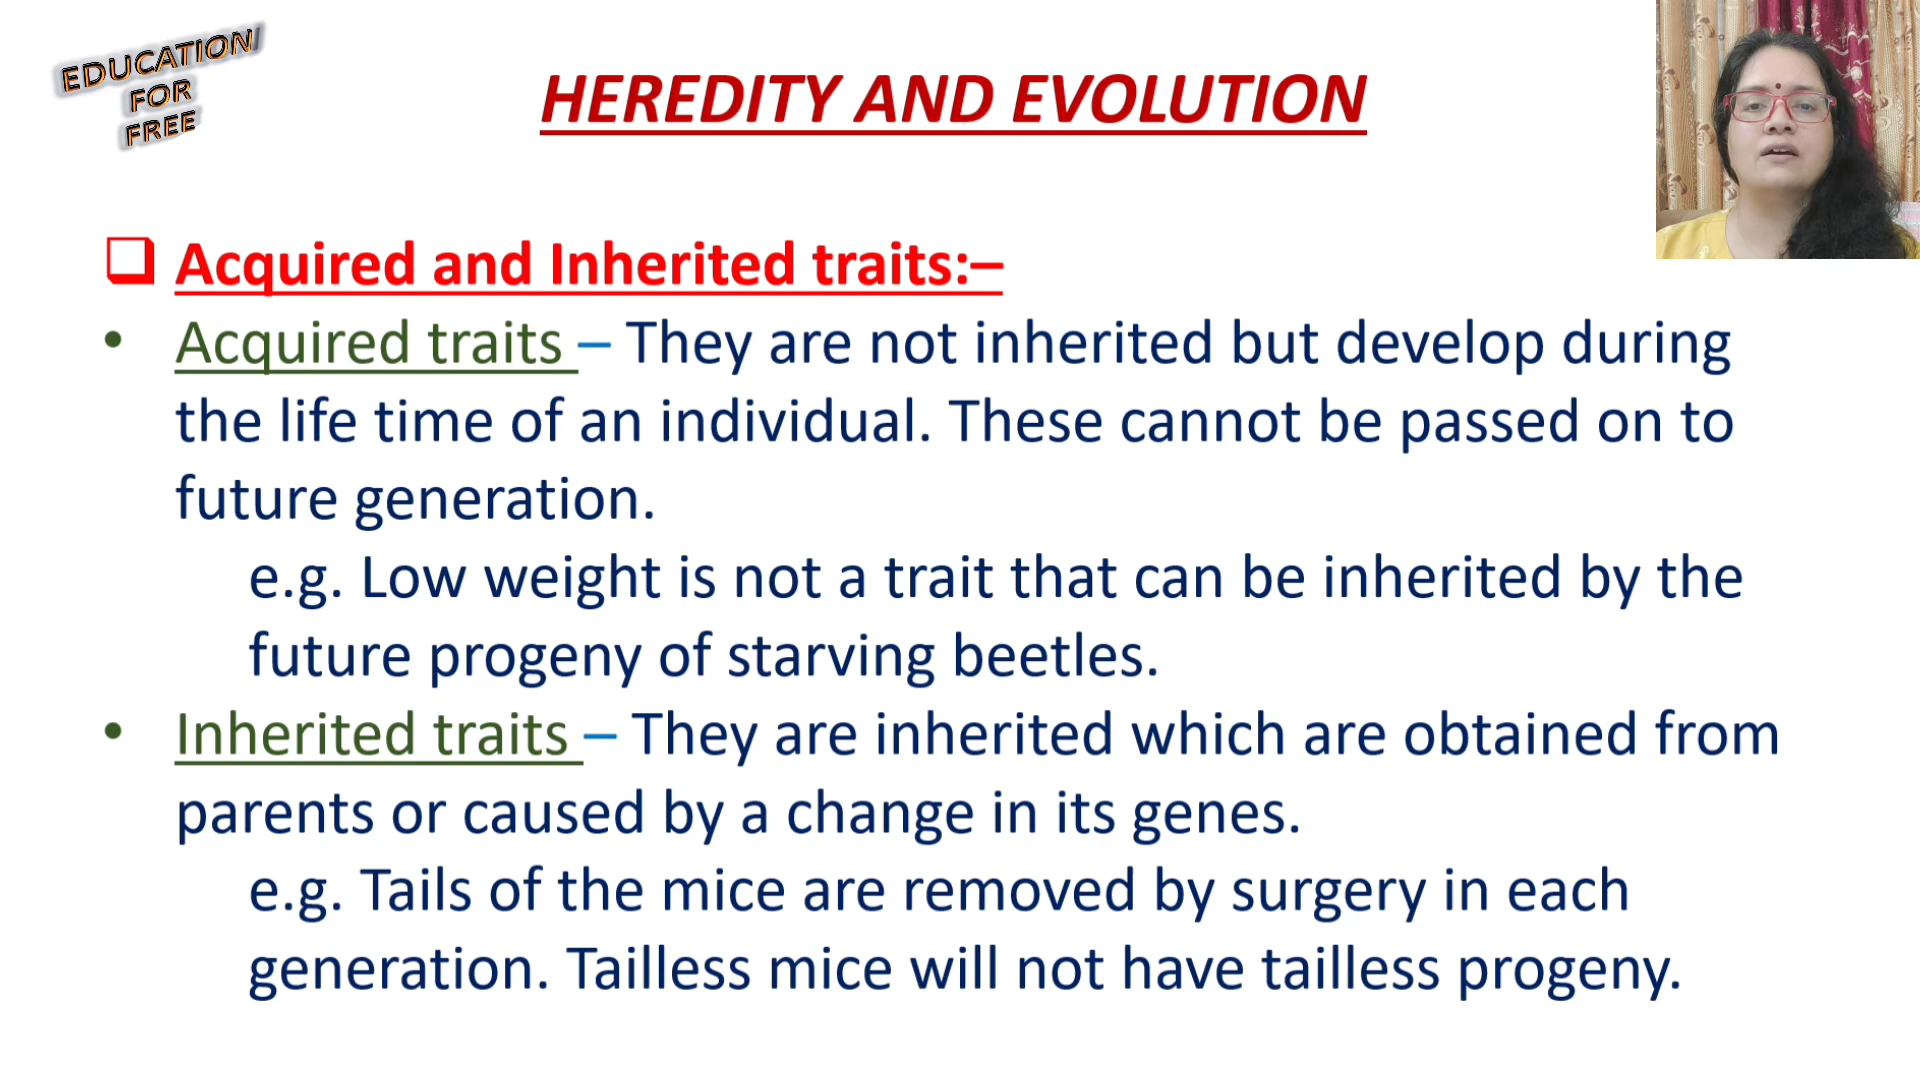 EDUCATION
FOR
FREE
HEREDITY AND EVOLUTION
❑ Acquired and Inherited traits:–
• Acquired traits – They are not inherited but develop during
the life time of an individual. These cannot be passed on to
future generation.
e.g. Low weight is not a trait that can be inherited by the
future progeny of starving beetles.
• Inherited traits – They are inherited which are obtained from
parents or caused by a change in its genes.
e.g. Tails of the mice are removed by surgery in each
generation. Tailless mice will not have tailless progeny.